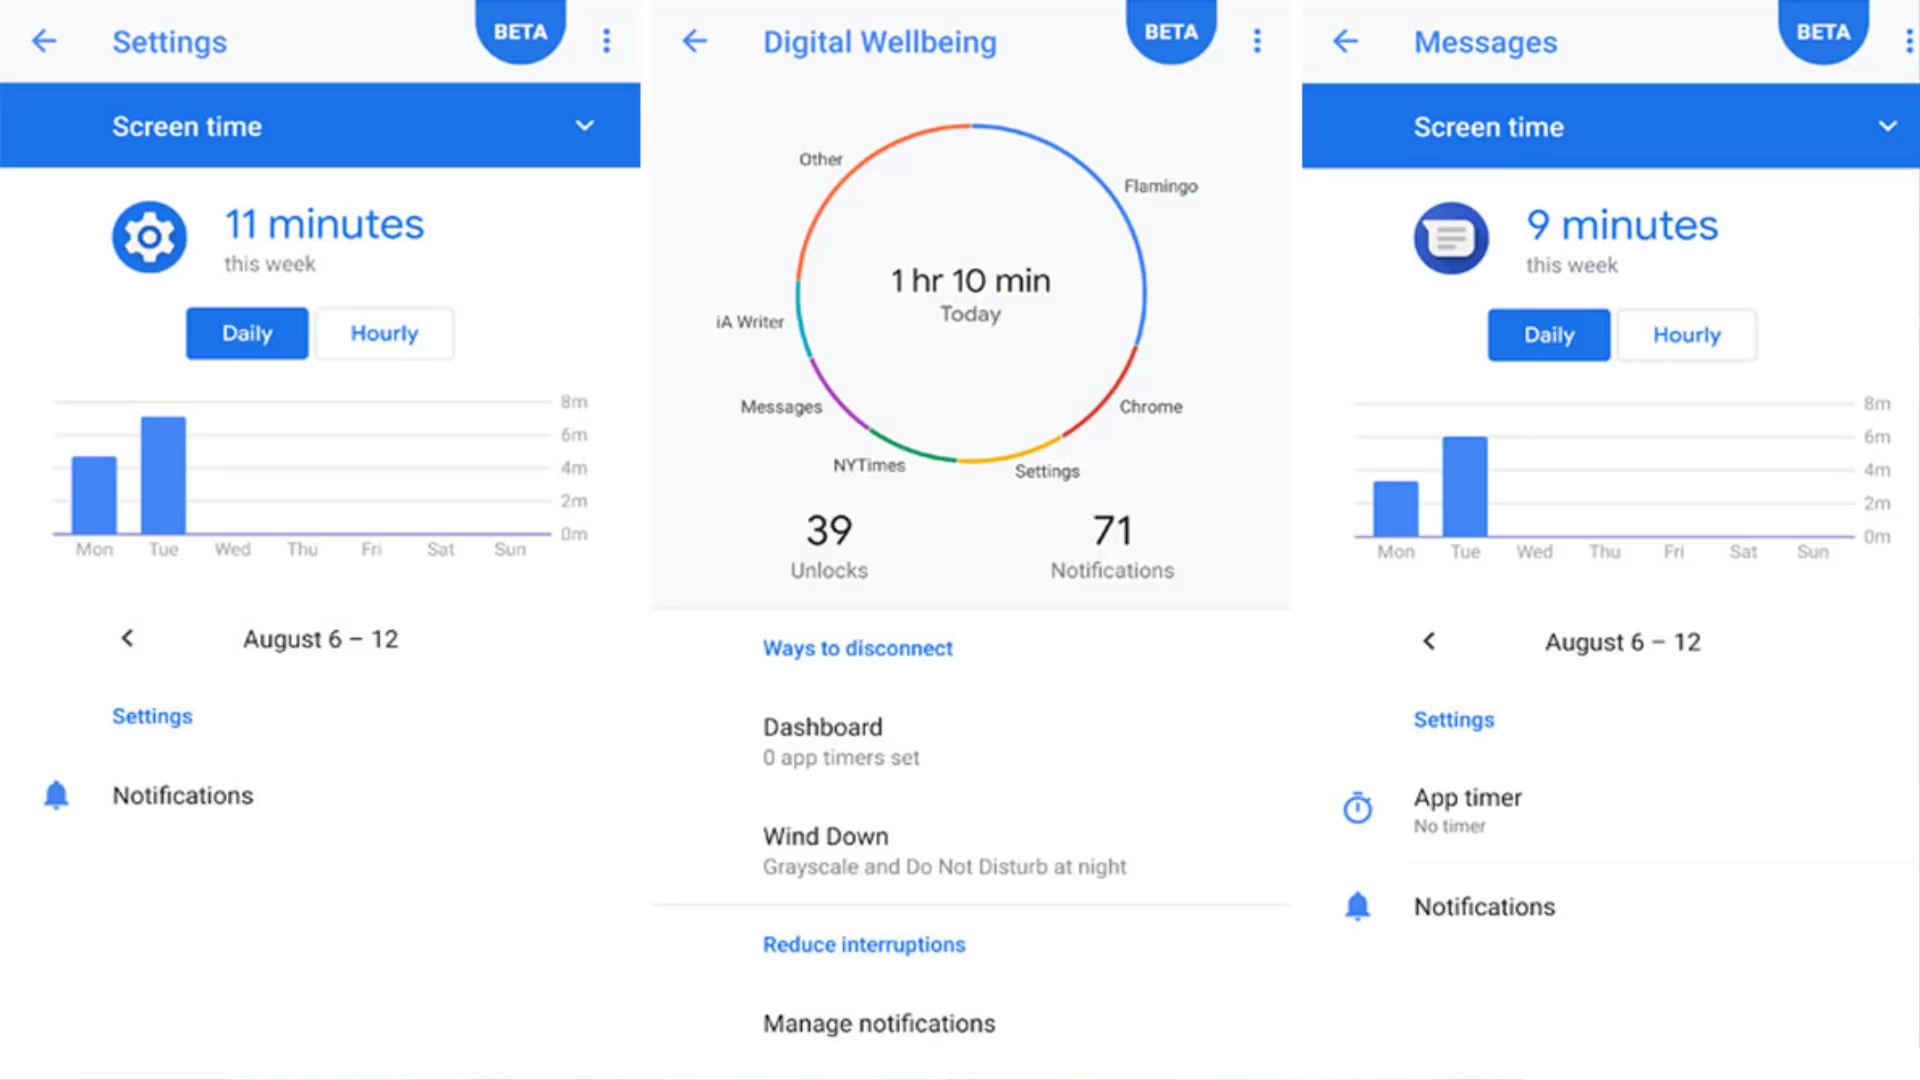 Settings
BETA
Screen time
11 minutes
this week
Daily
Hourly
8m
6m
4m
2m
0m
Mon Tue Wed Thu Fri Sat Sun
August 6 – 12
Settings
Notifications
Digital Wellbeing
BETA
Other
Flamingo
1 hr 10 min
Today
iA Writer
Messages
Chrome
NYTimes
Settings
39
Unlocks
71
Notifications
Ways to disconnect
Dashboard
0 app timers set
Wind Down
Grayscale and Do Not Disturb at night
Reduce interruptions
Manage notifications
Messages
BETA
Screen time
9 minutes
this week
Daily
Hourly
8m
6m
4m
2m
0m
Mon Tue Wed Thu Fri Sat Sun
August 6 – 12
Settings
App timer
No timer
Notifications